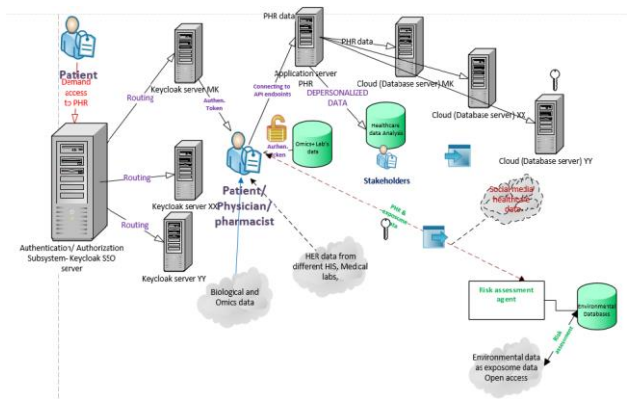 Patient
Demand
access
to PHR
Routing
Routing
Routing
Authentication/ Authorization
Subsystem- Keycloak SSO
server
Keycloak server MK
Keycloak server XX
Keycloak server YY
Authen.
Token
Patient/
Physician/
pharmacist
Connecting to
API endpoints
PHR data
Application server
PHR
PHR data
Cloud (Database server) MK
Cloud (Database server) XX
Cloud (Database server) YY
DEPERSONALIZED
DATA
Authen.
Token
Omics+ Lab's
data
Healthcare
data Analysis
Stakeholders
Social media
healthcare
data
PHR &
exposome
data
Biological and
Omics data
HER data from
different HIS, Medical
labs,
Risk assessment
agent
Environmental
Databases
Risk
assessment
Environmental data
as exposome data
Open access